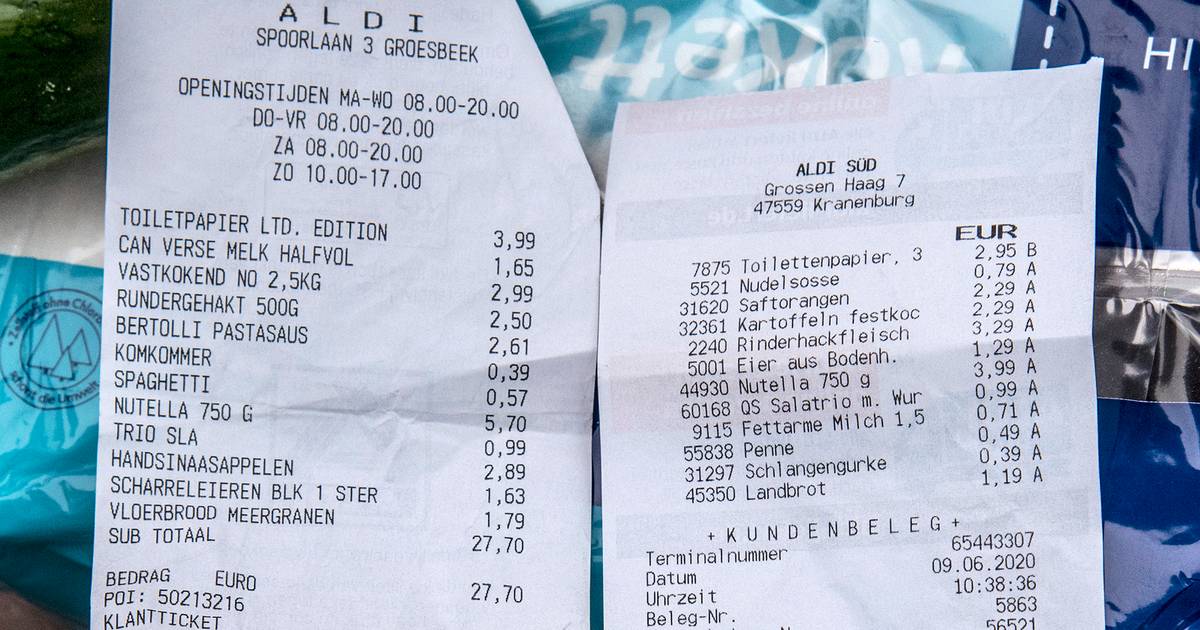 ALDI
SPOORLAAN 3 GROESBEEK
OPENINGSTIJDEN MA-WO 08.00-20.00
DO-VR 08.00-20.00
ZA 08.00-20.00
ZO 10.00-17.00
TOILETPAPIER LTD. EDITION 3,99
CAN VERSE MELK HALFVOL 1,65
VASTKOKEND NO 2,5KG 2,99
RUNDERGEHAKT 500G 2,50
BERTOLLI PASTASAUS 2,61
KOMKOMMER 0,39
SPAGHETTI 0,57
NUTELLA 750 G 5,70
TRIO SLA 0,99
HANDSINAASAPPELEN 2,89
SCHARRELEIEREN BLK 1 STER 1,63
VLOERBROOD MEERGRANEN 1,79
SUB TOTAAL 27,70
BEDRAG EURO 27,70
POI: 50213216
KLANTTICKET
ALDI SÜD
Grossen Haag 7
47559 Kranenburg
EUR
7875 Toilettenpapier, 3 2,95 B
5521 Nudelsosse 0,79 A
31620 Saftorangen 2,29 A
32361 Kartoffeln festkoc 2,29 A
2240 Rinderhackfleisch 3,29 A
5001 Eier aus Bodenh. 1,29 A
44930 Nutella 750 g 3,99 A
60168 QS Salatrio m. Wur 0,99 A
9115 Fettarme Milch 1,5 0,71 A
55838 Penne 0,49 A
31297 Schlangengurke 0,39 A
45350 Landbrot 1,19 A
+KUNDENBELEG+
Terminalnummer 65443307
Datum 09.06.2020
Uhrzeit 10:38:36
Beleg-Nr. 5863
56521
HI
ohne Chlor
schont die Umwelt